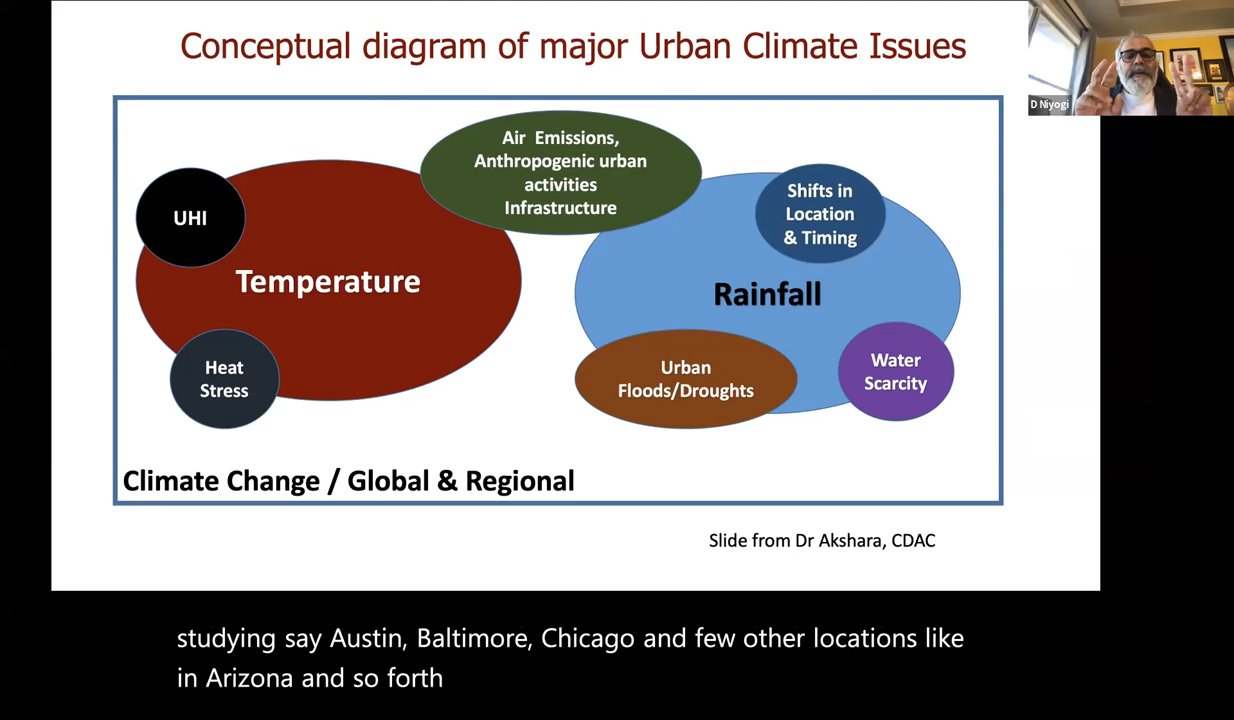 Conceptual diagram of major Urban Climate Issues
D Niyogi
Air Emissions,
Anthropogenic urban
activities
Infrastructure
UHI
Temperature
Heat
Stress
Shifts in
Location
& Timing
Rainfall
Urban
Floods/Droughts
Water
Scarcity
Climate Change / Global & Regional
Slide from Dr Akshara, CDAC
studying say Austin, Baltimore, Chicago and few other locations like
in Arizona and so forth